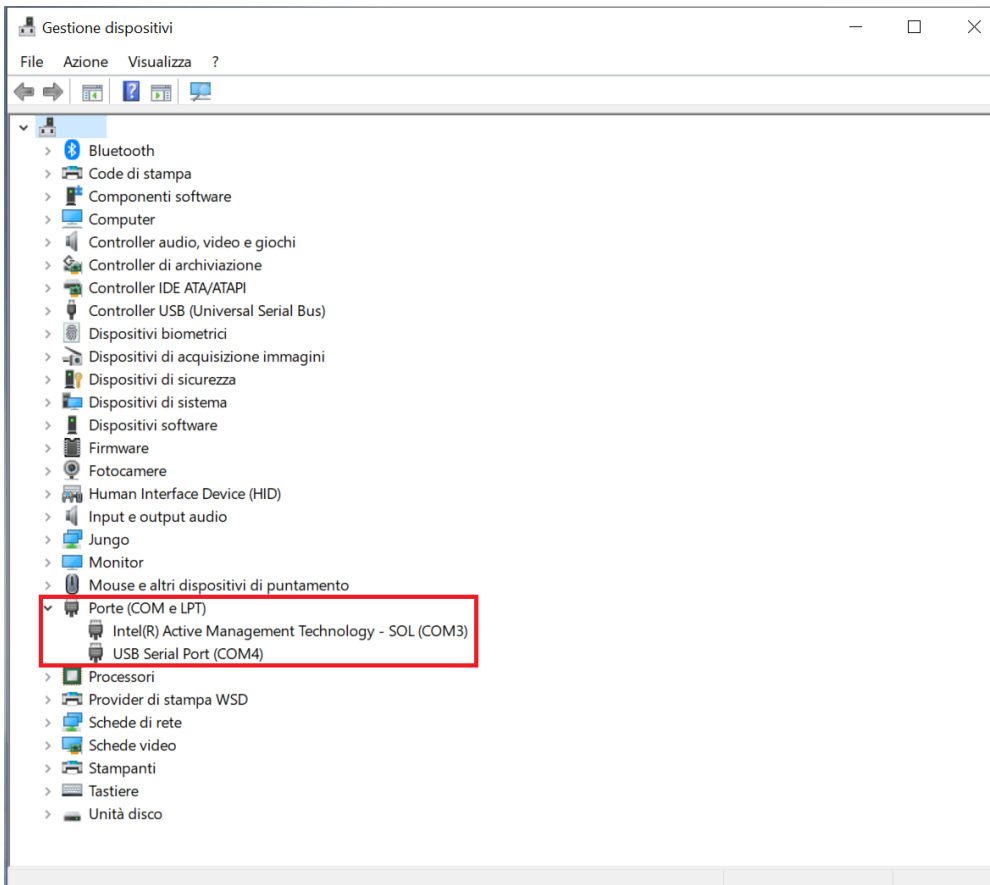 Gestione dispositivi
File Azione Visualizza ?
Bluetooth
Code di stampa
Componenti software
Computer
Controller audio, video e giochi
Controller di archiviazione
Controller IDE ATA/ATAPI
Controller USB (Universal Serial Bus)
Dispositivi biometrici
Dispositivi di acquisizione immagini
Dispositivi di sicurezza
Dispositivi di sistema
Dispositivi software
Firmware
Fotocamere
Human Interface Device (HID)
Input e output audio
Jungo
Monitor
Mouse e altri dispositivi di puntamento
Porte (COM e LPT)
Intel(R) Active Management Technology - SOL (COM3)
USB Serial Port (COM4)
Processori
Provider di stampa WSD
Schede di rete
Schede video
Stampanti
Tastiere
Unità disco